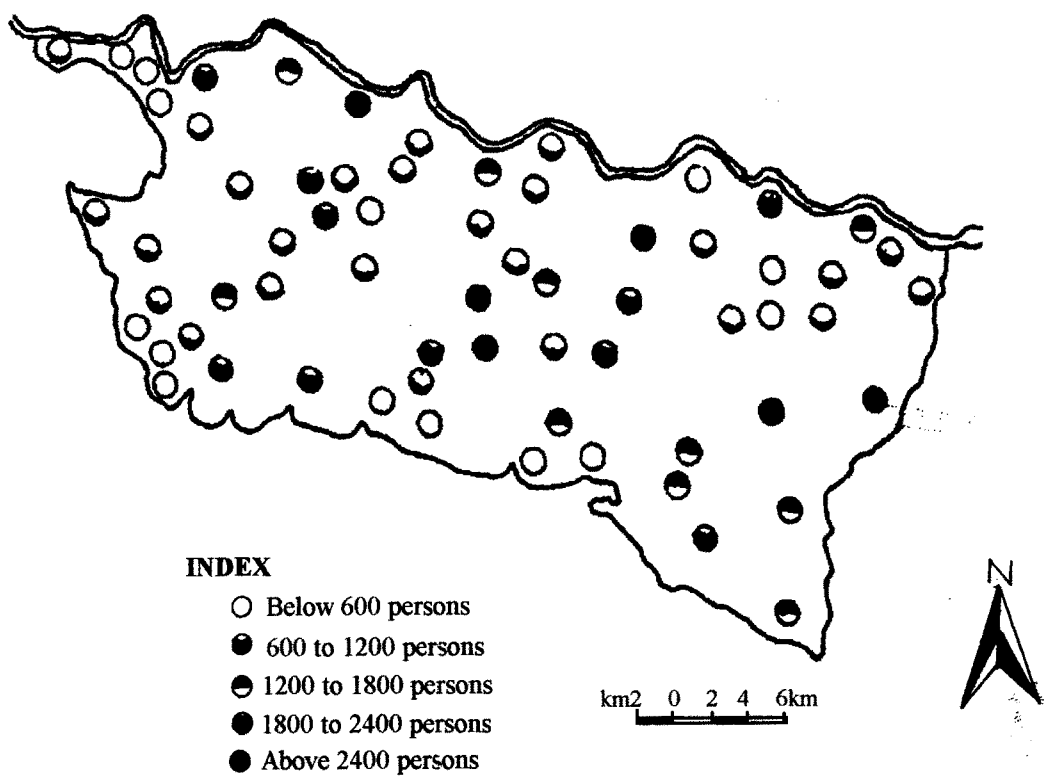 INDEX
Below 600 persons
600 to 1200 persons
1200 to 1800 persons
1800 to 2400 persons
Above 2400 persons
km2 0 2 4 6km
N